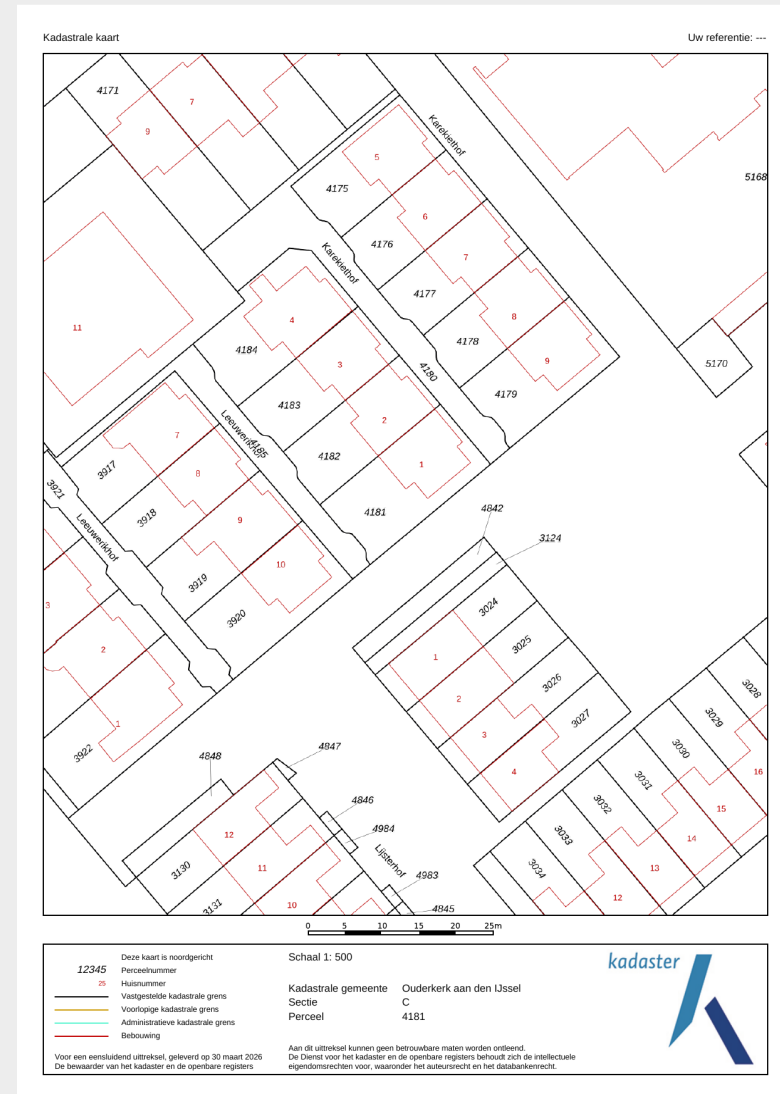 Kadastrale kaart
Uw referentie: ---
4171
7
9
Karekiethof
5
4175
5168
6
4176
Karekiethof
7
4177
11
4
8
4178
4184
3
9
5170
4180
4179
4183
2
7
Leeuwerikhof
4185
4182
1
3917
8
3921
4181
4842
3918
9
Leeuwerikhof
3124
10
3919
3
3024
3920
3025
2
1
3026
3028
2
3027
3029
1
3
3922
4848
4847
3030
4
16
3031
4846
3032
15
12
4984
3033
14
Lijsterhof
3130
11
3034
13
4983
3131
10
12
4845
0 5 10 15 20 25m
Deze kaart is noordgericht
12345 Perceelnummer
25 Huisnummer
Vastgestelde kadastrale grens
Voorlopige kadastrale grens
Administratieve kadastrale grens
Bebouwing
Voor een eensluidend uittreksel, geleverd op 30 maart 2026
De bewaarder van het kadaster en de openbare registers
Schaal 1: 500
Kadastrale gemeente Ouderkerk aan den IJssel
Sectie C
Perceel 4181
Aan dit uittreksel kunnen geen betrouwbare maten worden ontleend.
De Dienst voor het kadaster en de openbare registers behoudt zich de intellectuele
eigendomsrechten voor, waaronder het auteursrecht en het databankenrecht.
kadaster